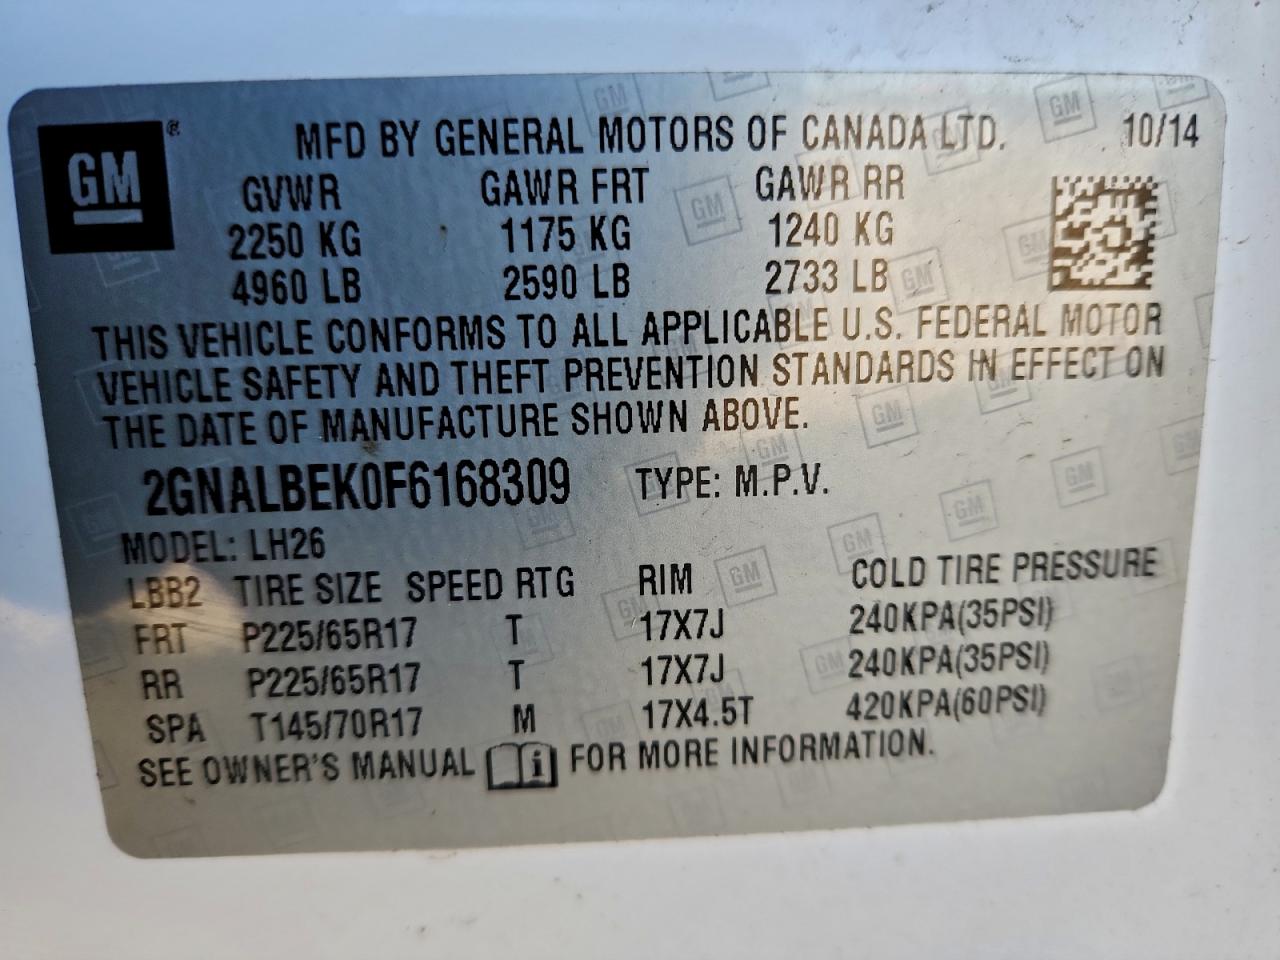 GM ® MFD BY GENERAL MOTORS OF CANADA LTD. 10/14
GVWR GAWR FRT GAWR RR
2250 KG 1175 KG 1240 KG
4960 LB 2590 LB 2733 LB
THIS VEHICLE CONFORMS TO ALL APPLICABLE U.S. FEDERAL MOTOR
VEHICLE SAFETY AND THEFT PREVENTION STANDARDS IN EFFECT ON
THE DATE OF MANUFACTURE SHOWN ABOVE.
2GNALBEK0F6168309 TYPE: M.P.V.
MODEL: LH26
LBB2 TIRE SIZE SPEED RTG RIM COLD TIRE PRESSURE
FRT P225/65R17 T 17X7J 240KPA(35PSI)
RR P225/65R17 T 17X7J 240KPA(35PSI)
SPA T145/70R17 M 17X4.5T 420KPA(60PSI)
SEE OWNER'S MANUAL i FOR MORE INFORMATION.